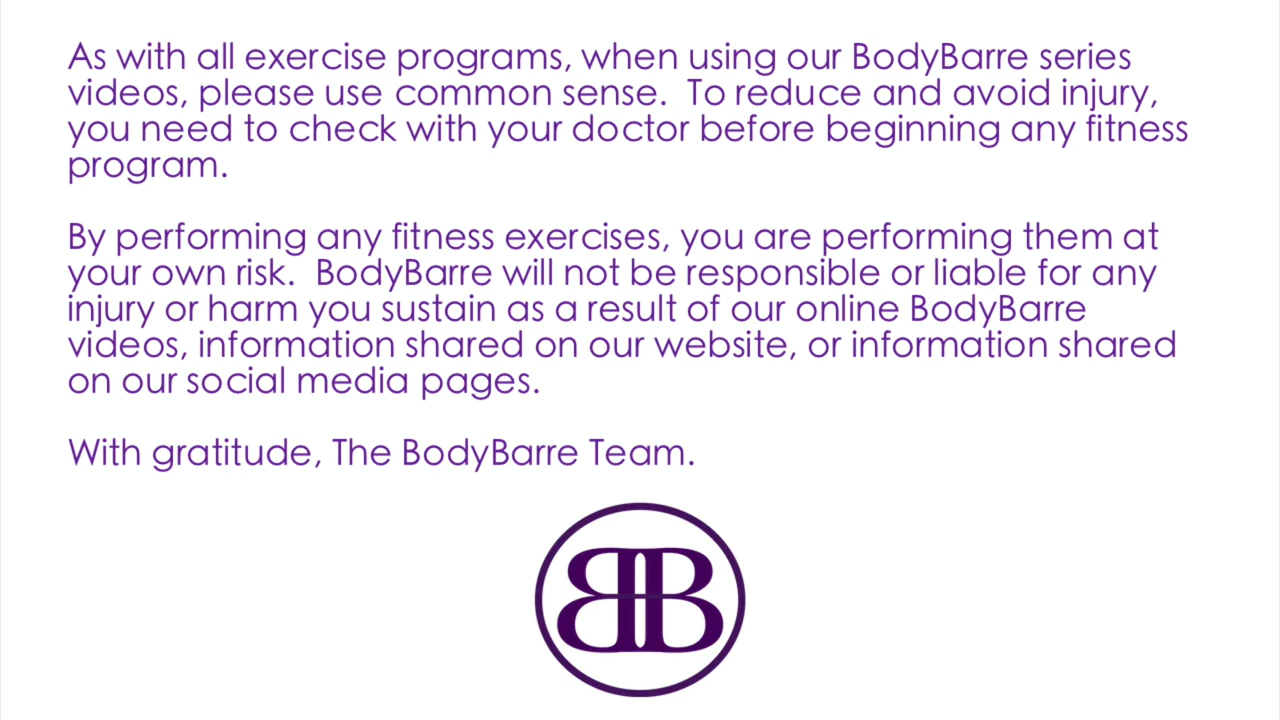 As with all exercise programs, when using our BodyBarre series
videos, please use common sense.  To reduce and avoid injury,
you need to check with your doctor before beginning any fitness
program.
By performing any fitness exercises, you are performing them at
your own risk.  BodyBarre will not be responsible or liable for any
injury or harm you sustain as a result of our online BodyBarre
videos, information shared on our website, or information shared
on our social media pages.
With gratitude, The BodyBarre Team.
BB